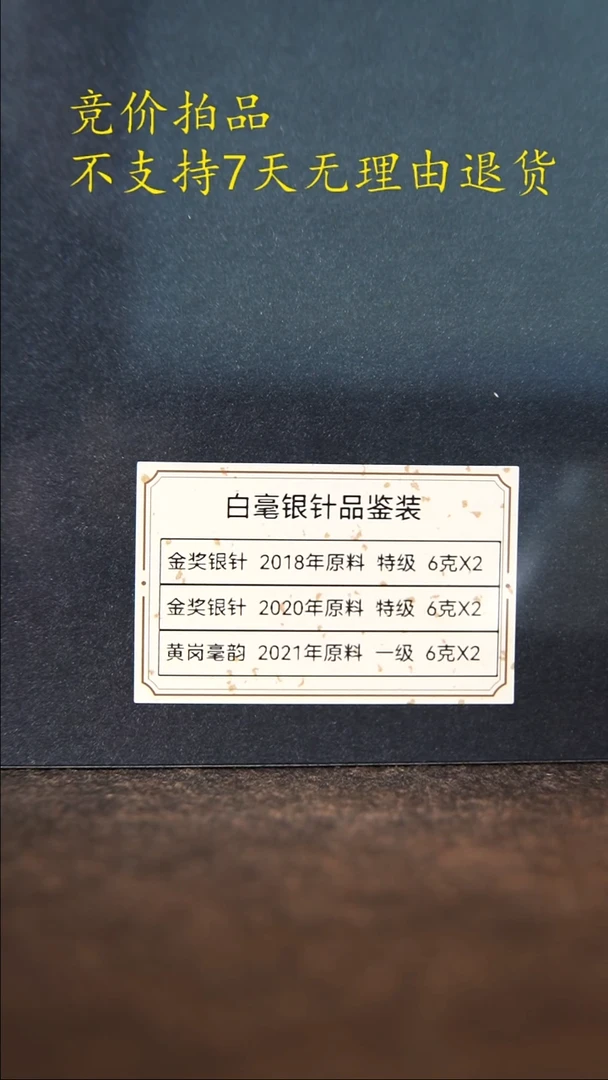 竞价拍品
不支持7天无理由退货
白毫银针品鉴装
金奖银针 2018年原料 特级 6克X2
金奖银针 2020年原料 特级 6克X2
黄岗毫韵 2021年原料 一级 6克X2